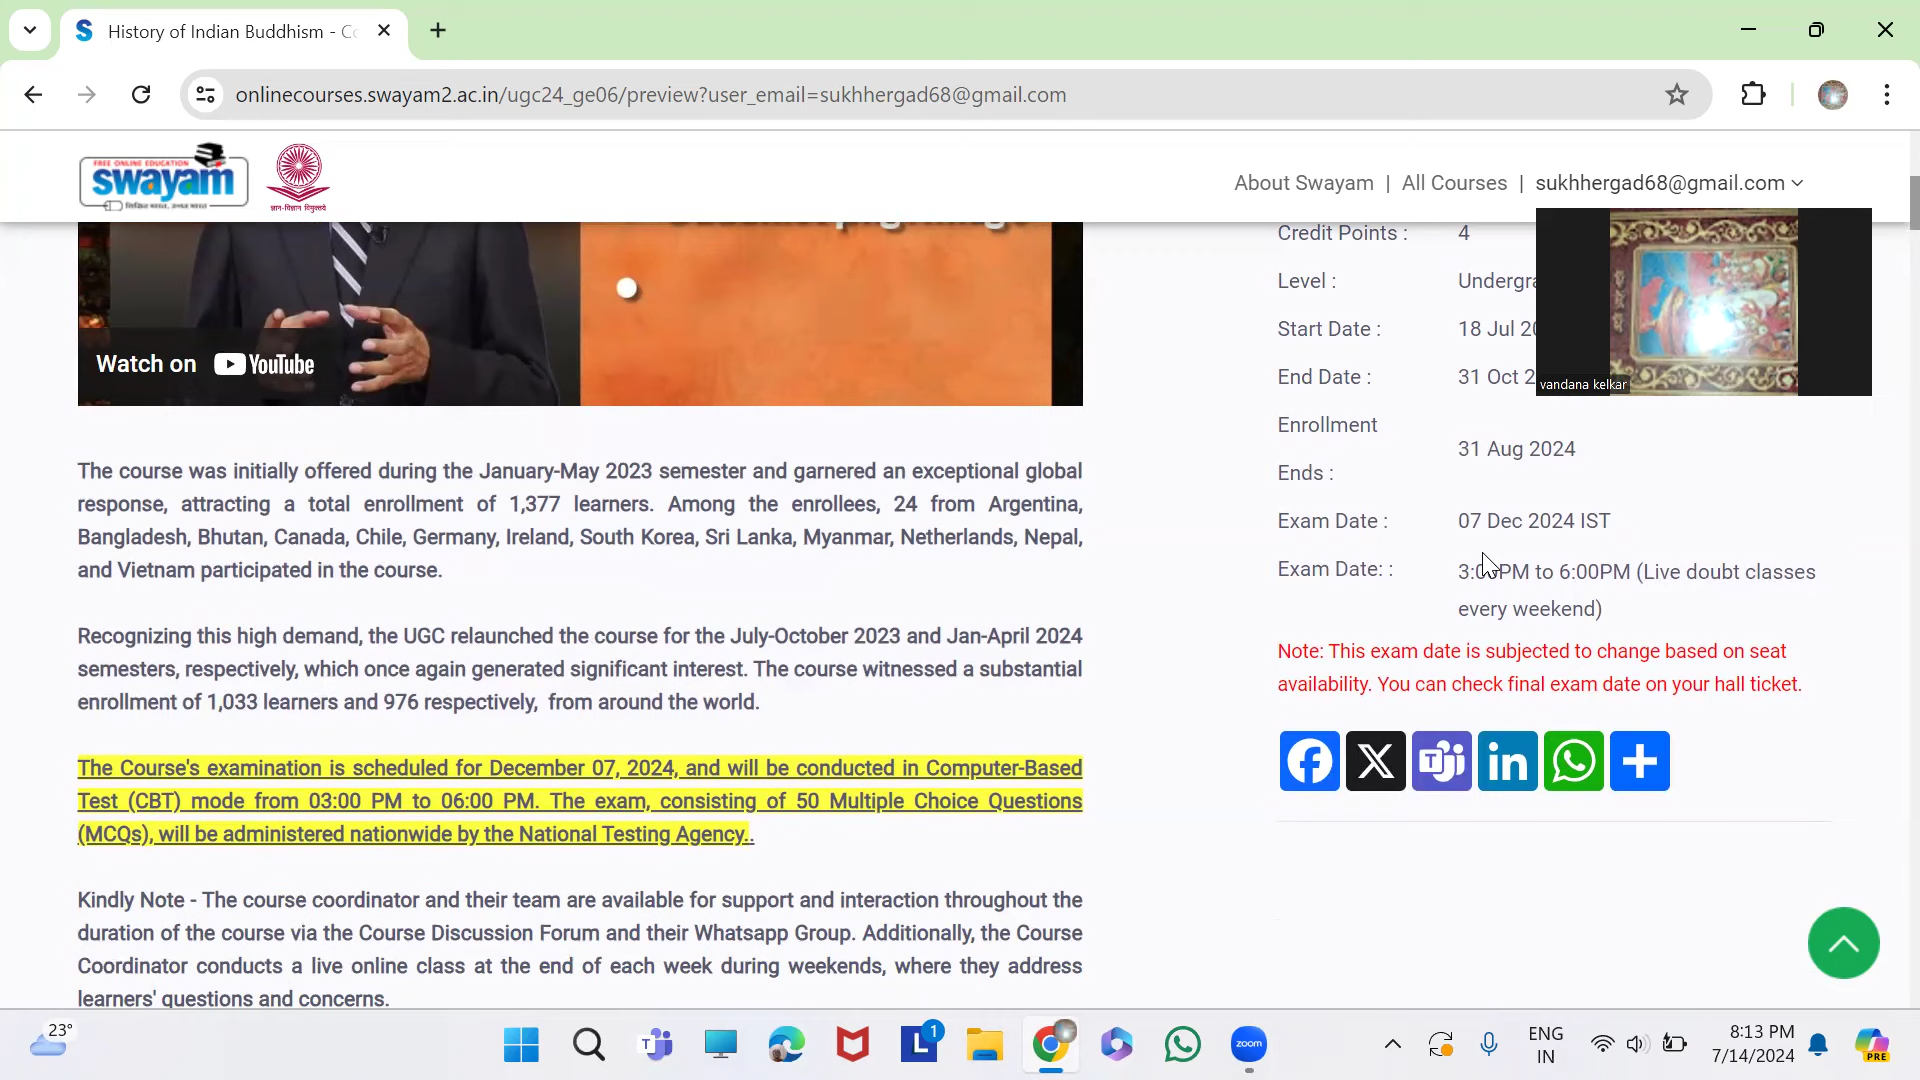 History of Indian Buddhism - Co
onlinecourses.swayam2.ac.in/ugc24_ge06/preview?user_email=sukhhergad68@gmail.com
FREE ONLINE EDUCATION
swayam
शिक्षित भारत, उन्नत भारत
ज्ञान-विज्ञान विमुक्तये
About Swayam | All Courses | sukhhergad68@gmail.com
Watch on YouTube
Credit Points : 4
Level : Undergra
Start Date : 18 Jul 20
End Date : 31 Oct 2
vandana kelkar
Enrollment
Ends :
31 Aug 2024
Exam Date : 07 Dec 2024 IST
Exam Date: : 3:00PM to 6:00PM (Live doubt classes
every weekend)
Note: This exam date is subjected to change based on seat
availability. You can check final exam date on your hall ticket.
The course was initially offered during the January-May 2023 semester and garnered an exceptional global
response, attracting a total enrollment of 1,377 learners. Among the enrollees, 24 from Argentina,
Bangladesh, Bhutan, Canada, Chile, Germany, Ireland, South Korea, Sri Lanka, Myanmar, Netherlands, Nepal,
and Vietnam participated in the course.
Recognizing this high demand, the UGC relaunched the course for the July-October 2023 and Jan-April 2024
semesters, respectively, which once again generated significant interest. The course witnessed a substantial
enrollment of 1,033 learners and 976 respectively, from around the world.
The Course's examination is scheduled for December 07, 2024, and will be conducted in Computer-Based
Test (CBT) mode from 03:00 PM to 06:00 PM. The exam, consisting of 50 Multiple Choice Questions
(MCQs), will be administered nationwide by the National Testing Agency..
Kindly Note - The course coordinator and their team are available for support and interaction throughout the
duration of the course via the Course Discussion Forum and their Whatsapp Group. Additionally, the Course
Coordinator conducts a live online class at the end of each week during weekends, where they address
learners' questions and concerns.
23°
1
zoom
ENG
IN
8:13 PM
7/14/2024
PRE